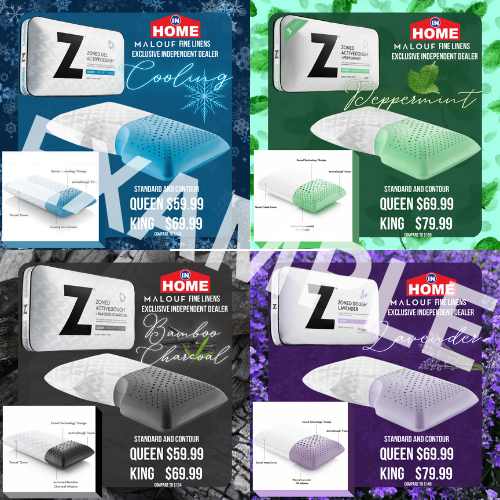 Z
ZONED GEL
ACTIVEDOUGH
IN
HOME
MALOUF FINE LINENS
EXCLUSIVE INDEPENDENT DEALER
Cooling
STANDARD AND CONTOUR
QUEEN $59.99
KING $69.99
Z
ZONED
ACTIVEDOUGH
+ PEPPERMINT
IN
HOME
MALOUF FINE LINENS
EXCLUSIVE INDEPENDENT DEALER
Peppermint
STANDARD AND CONTOUR
QUEEN $69.99
KING $79.99
Z
ZONED
ACTIVEDOUGH
+ BAMBOO CHARCOAL
IN
HOME
MALOUF FINE LINENS
EXCLUSIVE INDEPENDENT DEALER
Bamboo
Charcoal
STANDARD AND CONTOUR
QUEEN $59.99
KING $69.99
Z
ZONED DOUGH
LAVENDER
IN
HOME
MALOUF FINE LINENS
EXCLUSIVE INDEPENDENT DEALER
Lavender
STANDARD AND CONTOUR
QUEEN $69.99
KING $79.99
EXAMPLE